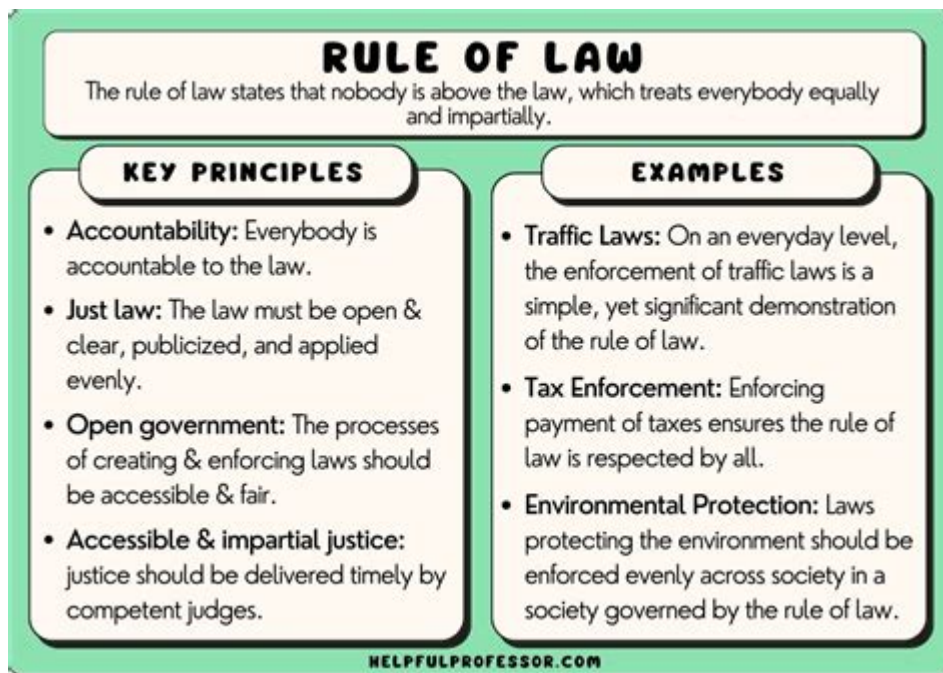 RULE OF LAW
The rule of law states that nobody is above the law, which treats everybody equally
and impartially.
KEY PRINCIPLES
• Accountability: Everybody is
accountable to the law.
• Just law: The law must be open &
clear, publicized, and applied
evenly.
• Open government: The processes
of creating & enforcing laws should
be accessible & fair.
• Accessible & impartial justice:
justice should be delivered timely by
competent judges.
EXAMPLES
• Traffic Laws: On an everyday level,
the enforcement of traffic laws is a
simple, yet significant demonstration
of the rule of law.
• Tax Enforcement: Enforcing
payment of taxes ensures the rule of
law is respected by all.
• Environmental Protection: Laws
protecting the environment should be
enforced evenly across society in a
society governed by the rule of law.
HELPFULPROFESSOR.COM